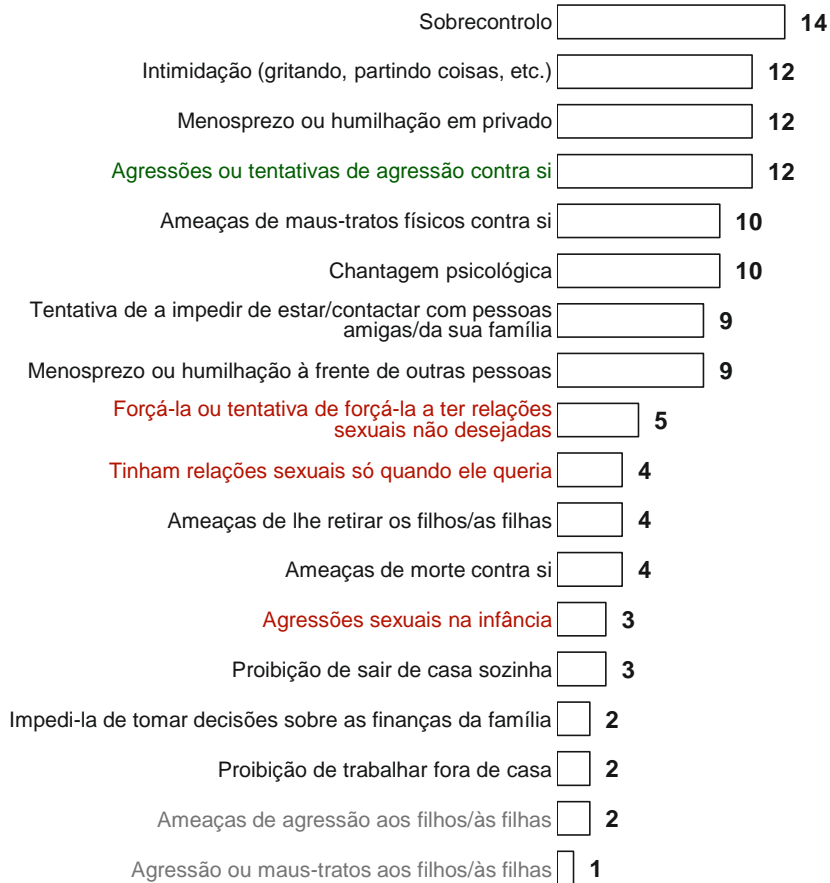 Sobrecontrolo 14
Intimidação (gritando, partindo coisas, etc.) 12
Menosprezo ou humilhação em privado 12
Agressões ou tentativas de agressão contra si 12
Ameaças de maus-tratos físicos contra si 10
Chantagem psicológica 10
Tentativa de a impedir de estar/contactar com pessoas
amigas/da sua família 9
Menosprezo ou humilhação à frente de outras pessoas 9
Forçá-la ou tentativa de forçá-la a ter relações
sexuais não desejadas 5
Tinham relações sexuais só quando ele queria 4
Ameaças de lhe retirar os filhos/as filhas 4
Ameaças de morte contra si 4
Agressões sexuais na infância 3
Proibição de sair de casa sozinha 3
Impedi-la de tomar decisões sobre as finanças da família 2
Proibição de trabalhar fora de casa 2
Ameaças de agressão aos filhos/às filhas 2
Agressão ou maus-tratos aos filhos/às filhas 1